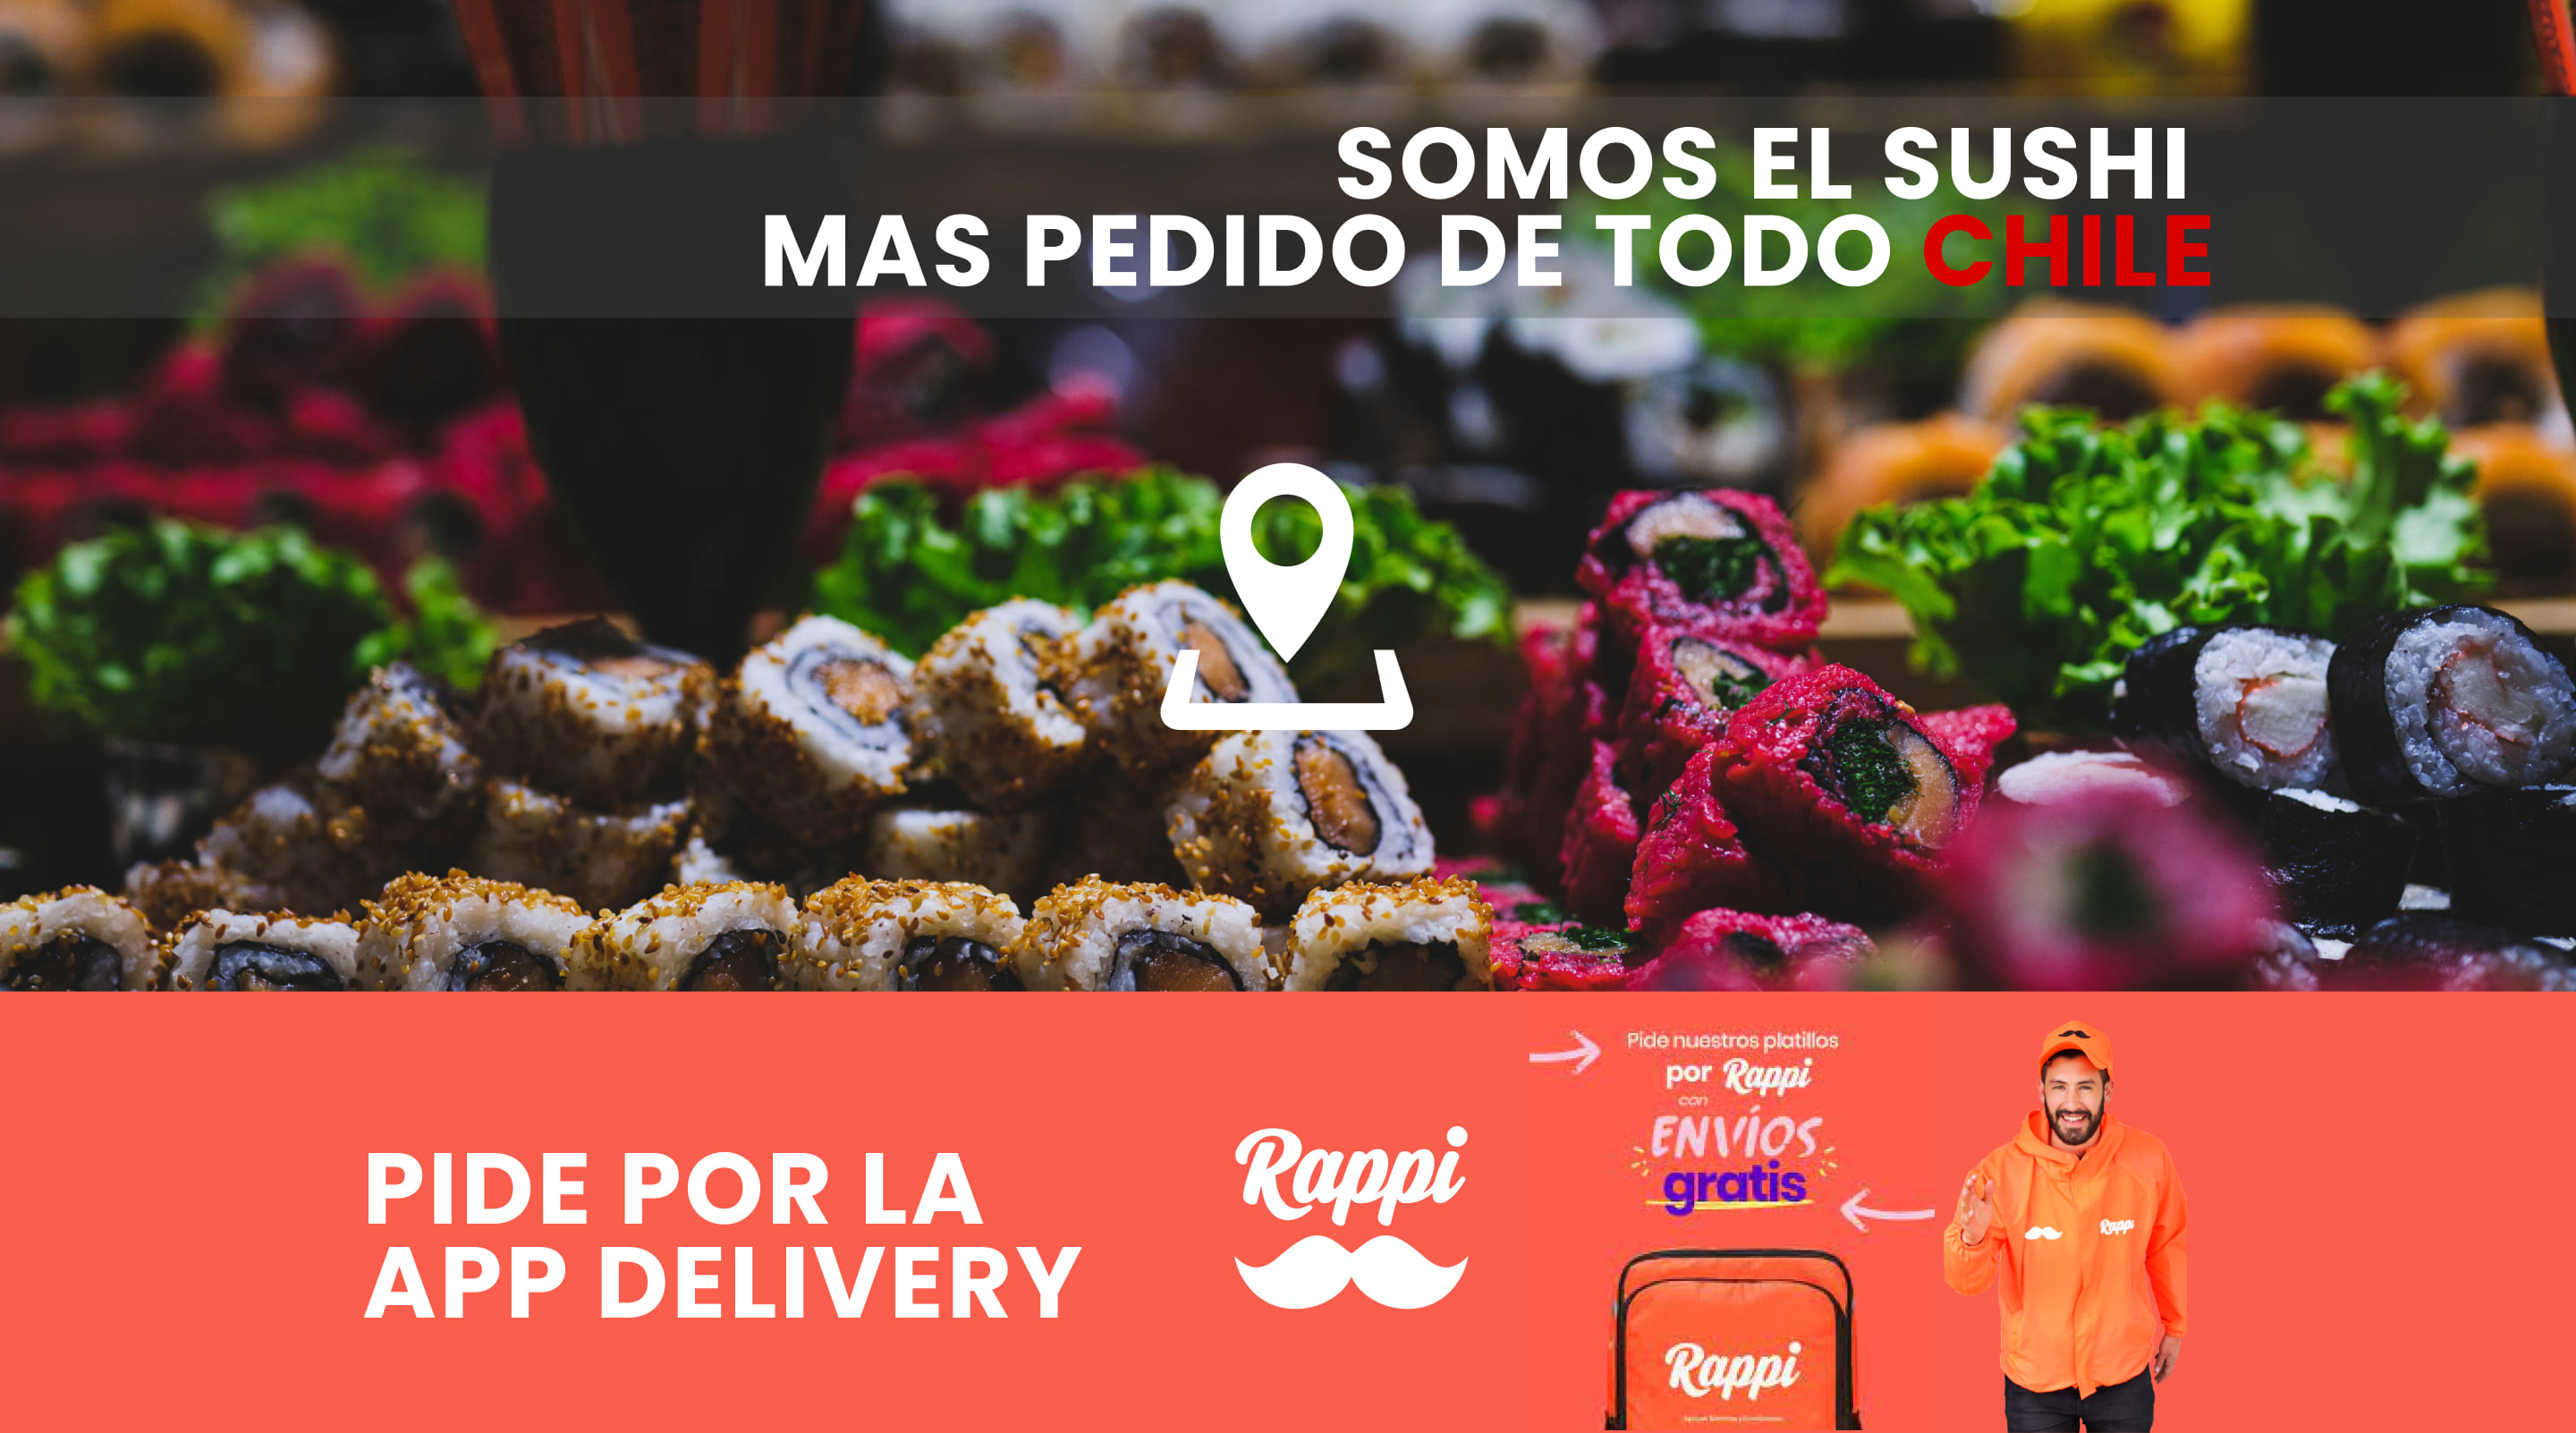 SOMOS EL SUSHI
MAS PEDIDO DE TODO CHILE
PIDE POR LA
APP DELIVERY
Rappi
Pide nuestros platillos
por Rappi
con
ENVÍOS
gratis
Rappi
Rappi